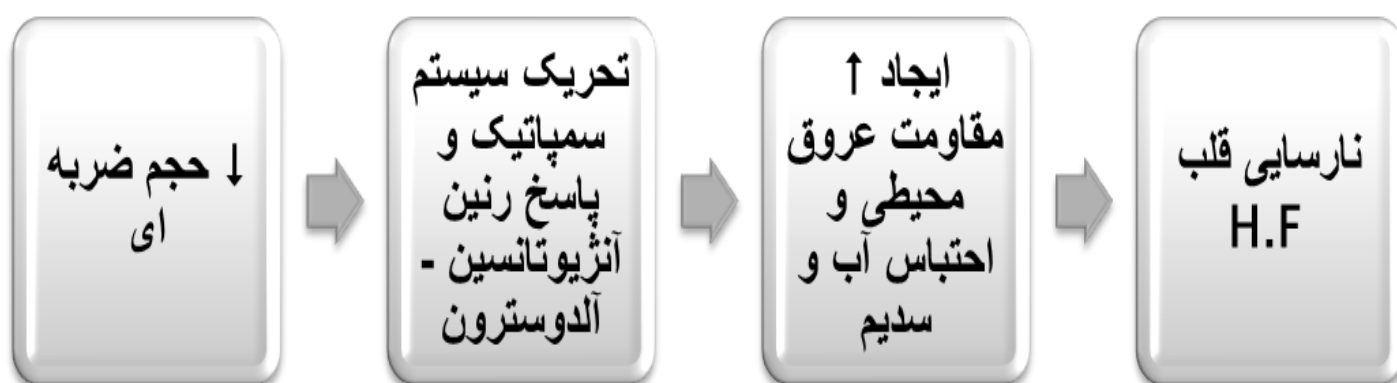 ↓ حجم ضربه
ای
تحریک سیستم
سمپاتیک و
پاسخ رنین
آنژیوتانسین -
آلدوسترون
ایجاد ↑
مقاومت عروق
محیطی و
احتباس آب و
سدیم
نارسایی قلب
H.F